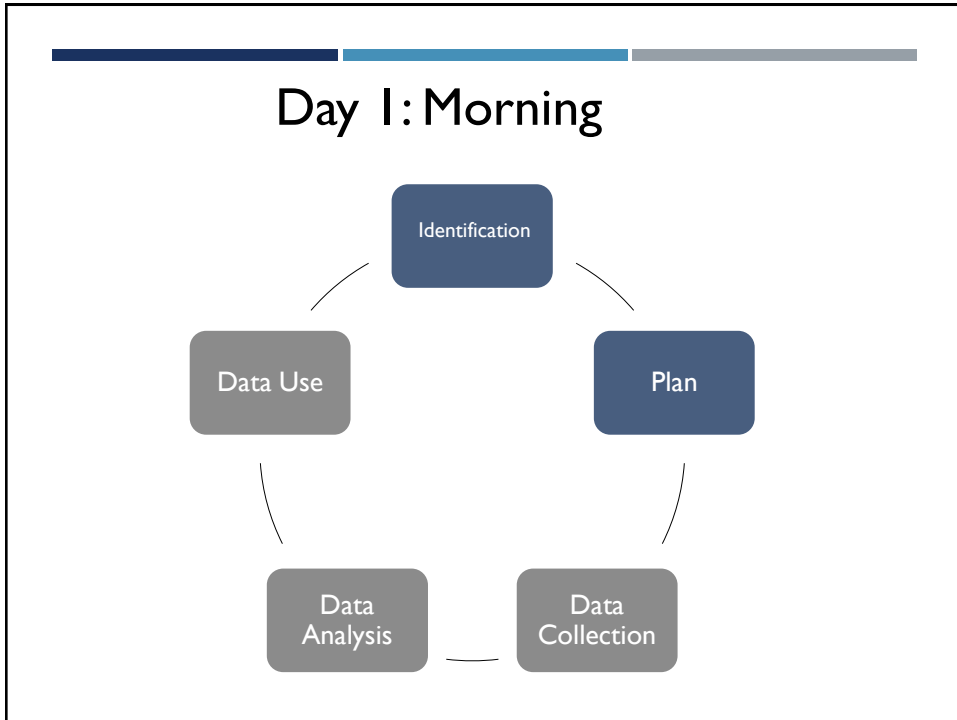 Day 1: Morning
Identification
Plan
Data
Collection
Data
Analysis
Data Use